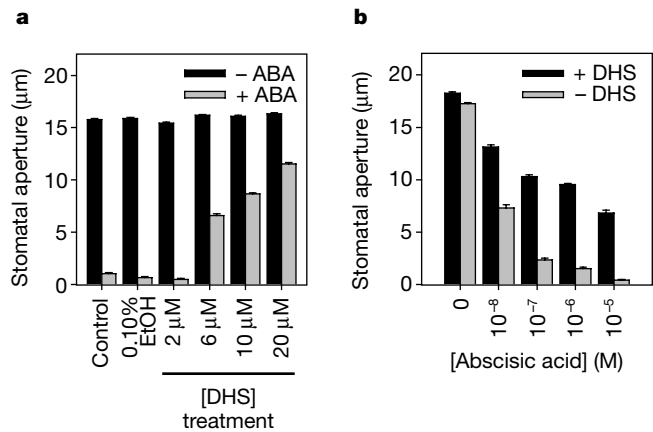 a
Stomatal aperture (μm)
20
15
10
5
0
– ABA
+ ABA
Control
0.10%
EtOH
2 μM
6 μM
10 μM
20 μM
[DHS]
treatment
b
Stomatal aperture (μm)
20
15
10
5
0
+ DHS
– DHS
0
10⁻⁸
10⁻⁷
10⁻⁶
10⁻⁵
[Abscisic acid] (M)